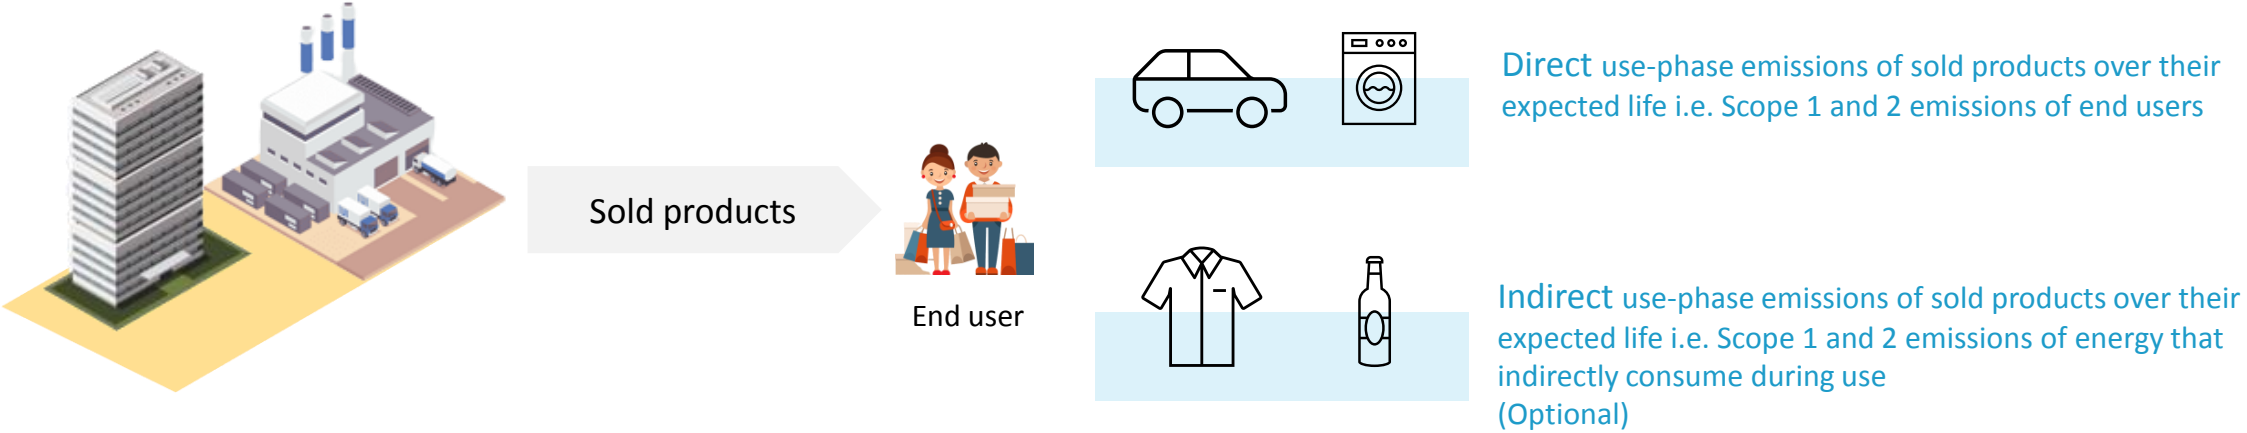 Sold products
End user
Direct use-phase emissions of sold products over their
expected life i.e. Scope 1 and 2 emissions of end users
Indirect use-phase emissions of sold products over their
expected life i.e. Scope 1 and 2 emissions of energy that
indirectly consume during use
(Optional)